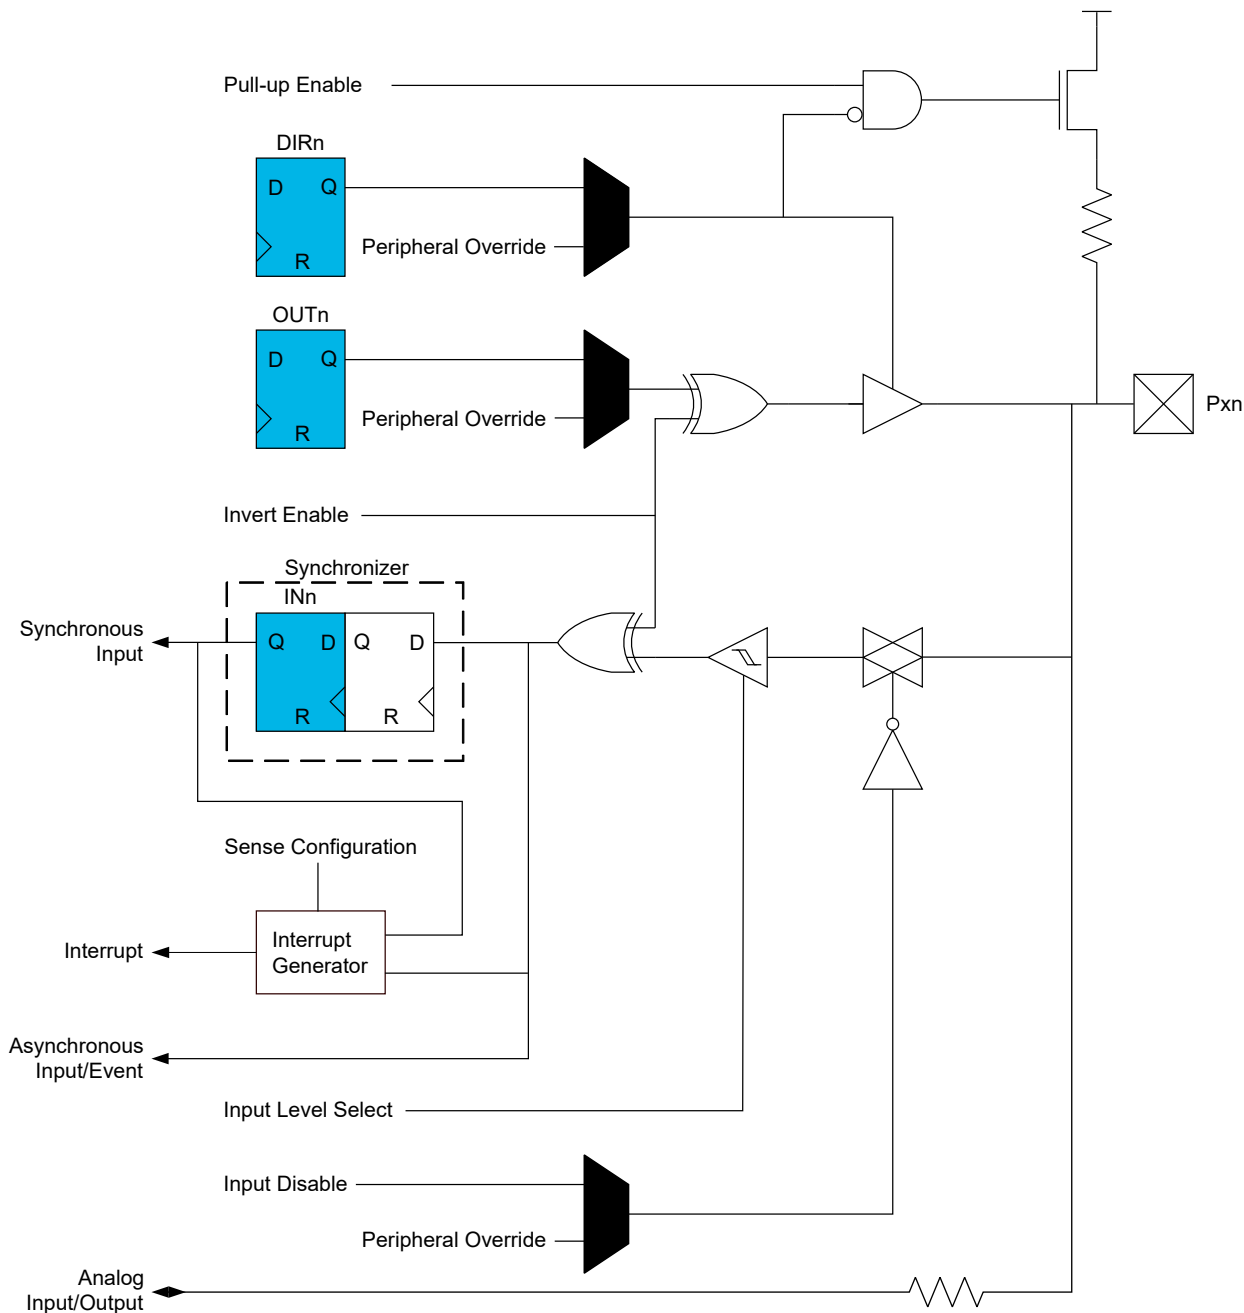 Pull-up Enable
DIRn
D Q
R
Peripheral Override
OUTn
D Q
R
Peripheral Override
Pxn
Invert Enable
Synchronizer
INn
Synchronous
Input
Q D Q D
R R
Sense Configuration
Interrupt
Interrupt
Generator
Asynchronous
Input/Event
Input Level Select
Input Disable
Peripheral Override
Analog
Input/Output